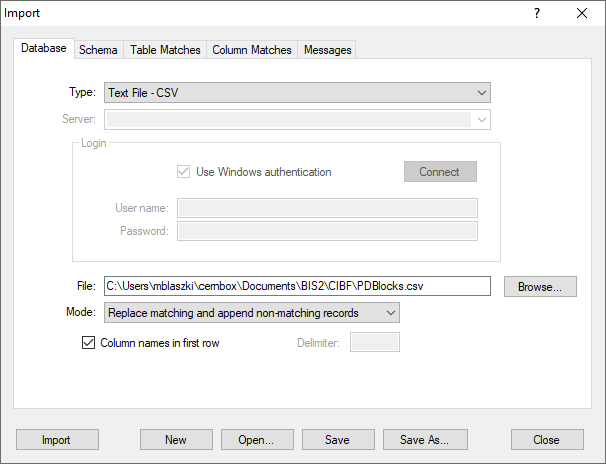 Import
?
Database Schema Table Matches Column Matches Messages
Type: Text File - CSV
Server:
Login
Use Windows authentication Connect
User name:
Password:
File: C:\Users\mblaszki\cernbox\Documents\BIS2\CIBF\PDBlocks.csv Browse...
Mode: Replace matching and append non-matching records
Column names in first row Delimiter:
Import New Open... Save Save As... Close